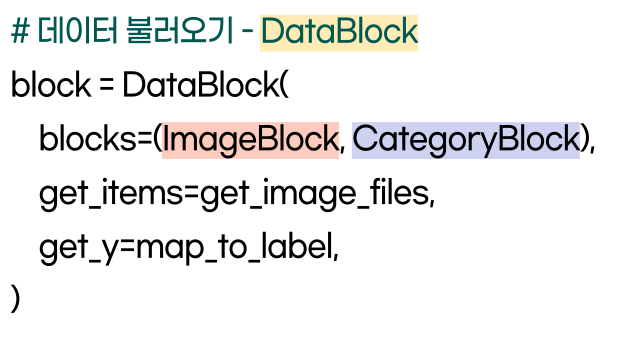 # 데이터 불러오기 - DataBlock
block = DataBlock(
    blocks=(ImageBlock, CategoryBlock),
    get_items=get_image_files,
    get_y=map_to_label,
)